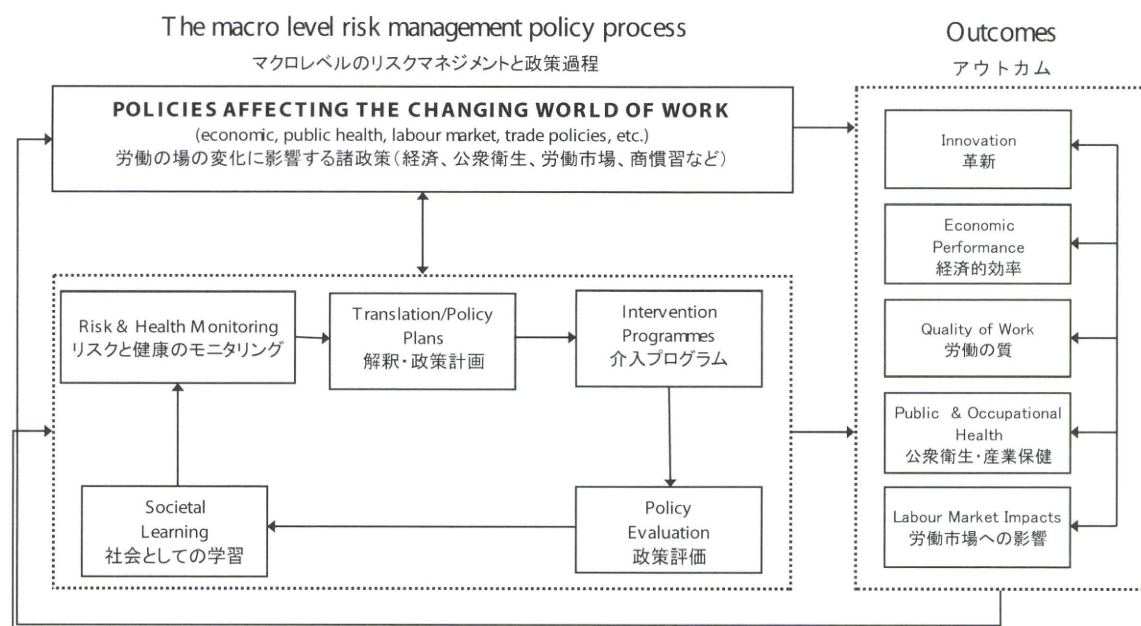 The macro level risk management policy process
マクロレベルのリスクマネジメントと政策過程
Outcomes
アウトカム
POLICIES AFFECTING THE CHANGING WORLD OF WORK
(economic, public health, labour market, trade policies, etc.)
労働の場の変化に影響する諸政策(経済、公衆衛生、労働市場、商慣習など)
Risk & Health Monitoring
リスクと健康のモニタリング
Translation/Policy
Plans
解釈・政策計画
Intervention
Programmes
介入プログラム
Societal
Learning
社会としての学習
Policy
Evaluation
政策評価
Innovation
革新
Economic
Performance
経済的効率
Quality of Work
労働の質
Public & Occupational
Health
公衆衛生・産業保健
Labour Market Impacts
労働市場への影響